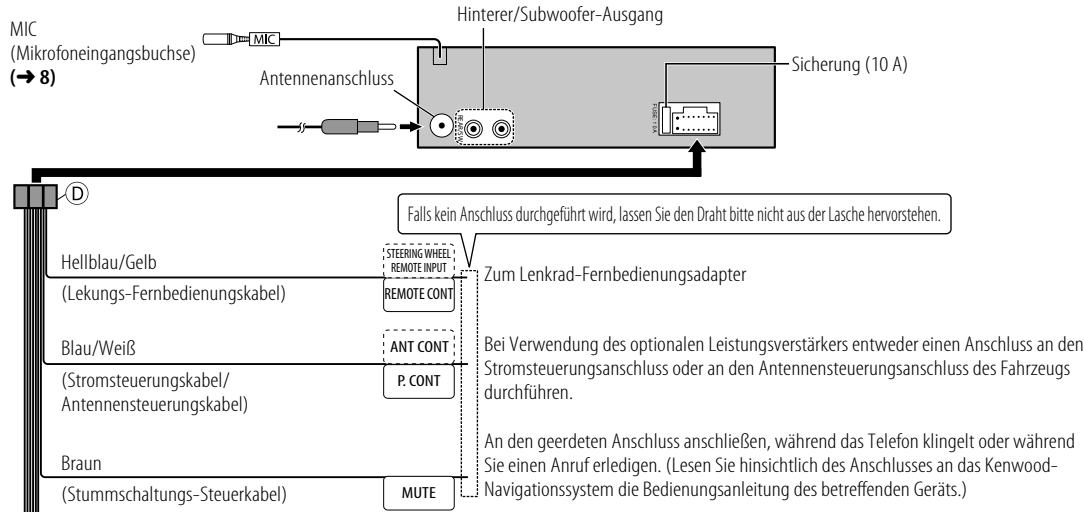 Hinterer/Subwoofer-Ausgang
MIC
(Mikrofoneingangsbuchse)
(➜ 8)
MIC
Antennenanschluss
Sicherung (10 A)
REAR/SW
D
Falls kein Anschluss durchgeführt wird, lassen Sie den Draht bitte nicht aus der Lasche hervorstehen.
Hellblau/Gelb
(Lekungs-Fernbedienungskabel)
STEERING WHEEL
REMOTE INPUT
REMOTE CONT
Zum Lenkrad-Fernbedienungsadapter
Blau/Weiß
(Stromsteuerungskabel/
Antennensteuerungskabel)
ANT CONT
P. CONT
Bei Verwendung des optionalen Leistungsverstärkers entweder einen Anschluss an den
Stromsteuerungsanschluss oder an den Antennensteuerungsanschluss des Fahrzeugs
durchführen.
Braun
(Stummschaltungs-Steuerkabel)
MUTE
An den geerdeten Anschluss anschließen, während das Telefon klingelt oder während
Sie einen Anruf erledigen. (Lesen Sie hinsichtlich des Anschlusses an das Kenwood-
Navigationssystem die Bedienungsanleitung des betreffenden Geräts.)